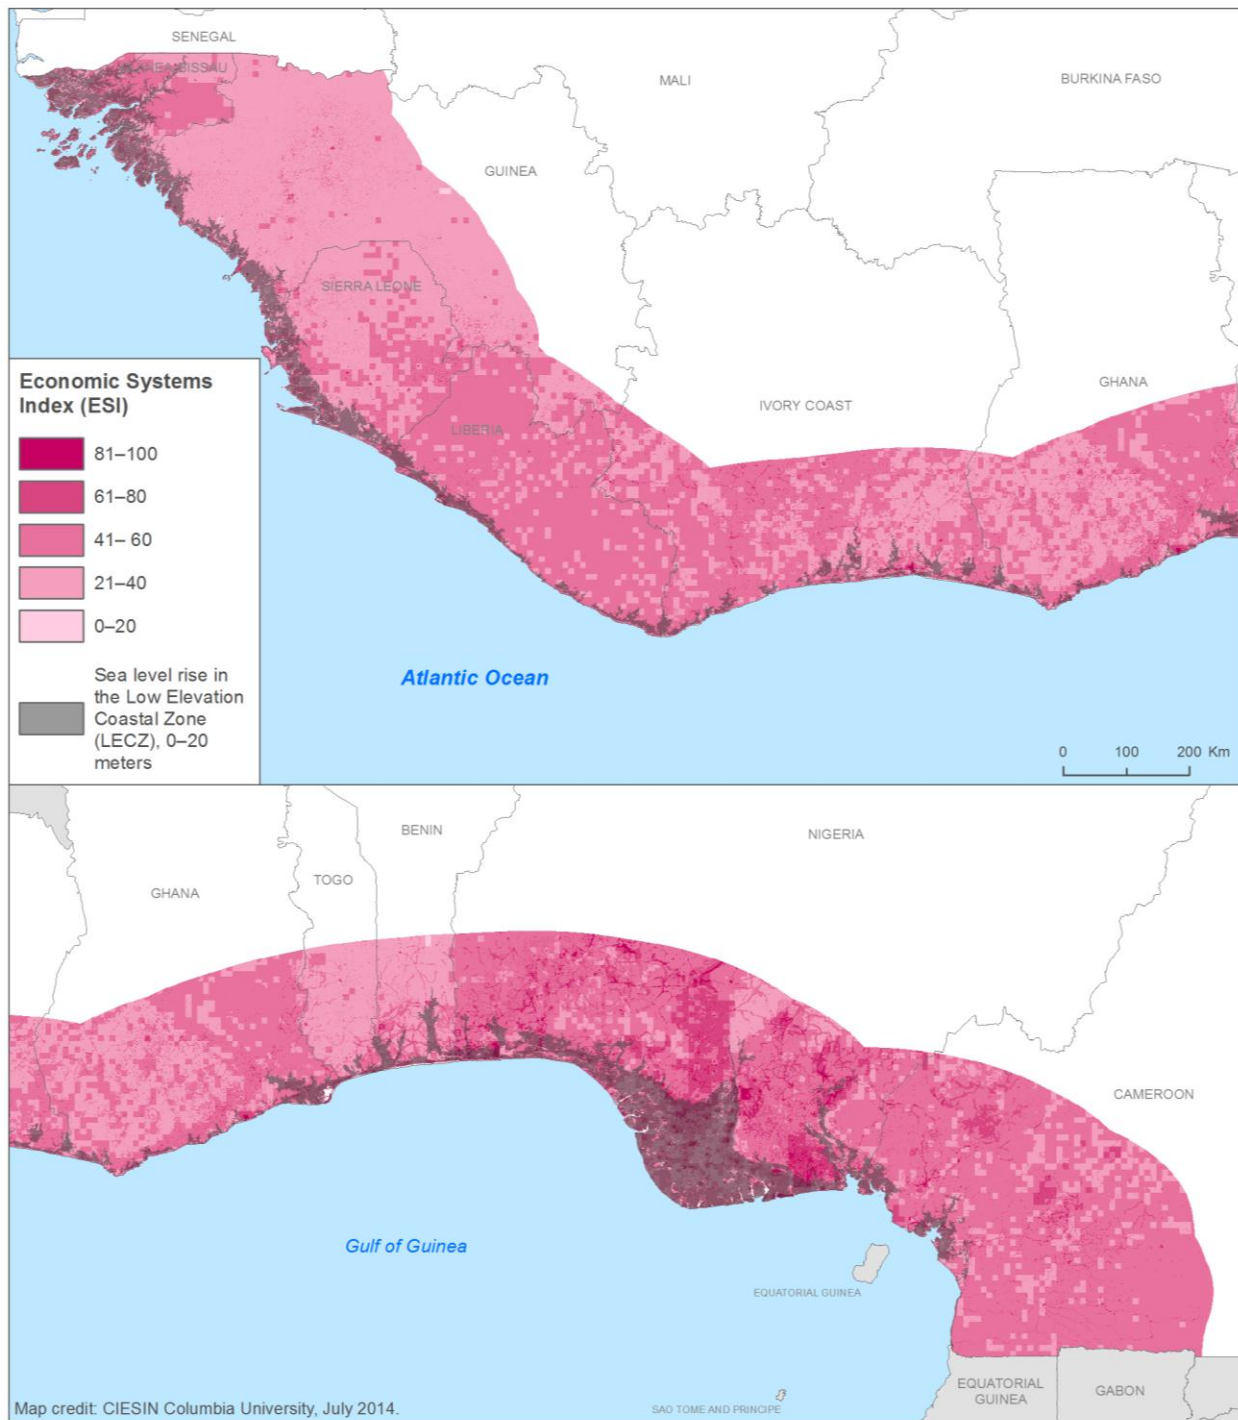 SENEGAL
GUINEA-BISSAU
MALI
BURKINA FASO
GUINEA
SIERRA LEONE
GHANA
IVORY COAST
LIBERIA
Economic Systems
Index (ESI)
81–100
61–80
41– 60
21–40
0–20
Sea level rise in
the Low Elevation
Coastal Zone
(LECZ), 0–20
meters
Atlantic Ocean
0 100 200 Km
BENIN
NIGERIA
TOGO
GHANA
CAMEROON
Gulf of Guinea
EQUATORIAL GUINEA
EQUATORIAL
GUINEA
GABON
Map credit: CIESIN Columbia University, July 2014.
SAO TOME AND PRINCIPE